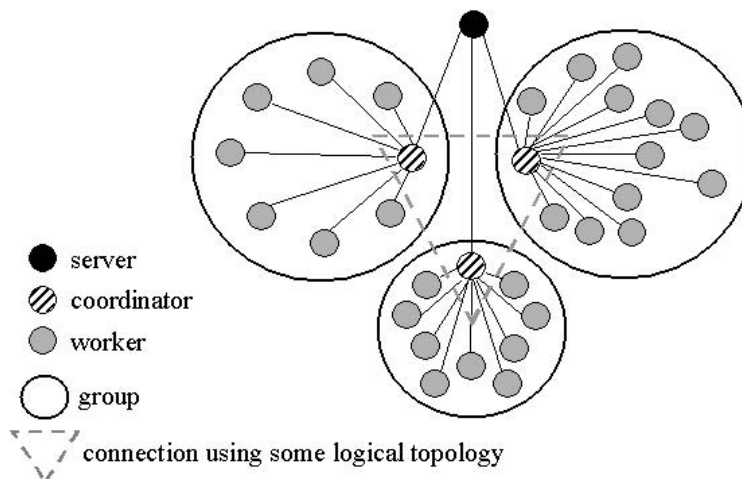 server
coordinator
worker
group
connection using some logical topology